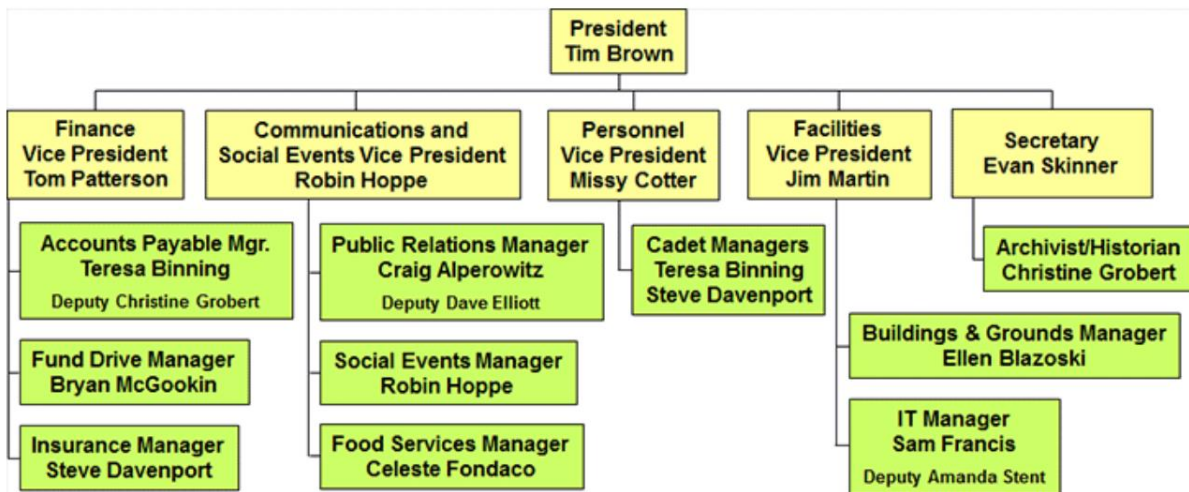 President
Tim Brown
Finance
Vice President
Tom Patterson
Communications and
Social Events Vice President
Robin Hoppe
Personnel
Vice President
Missy Cotter
Facilities
Vice President
Jim Martin
Secretary
Evan Skinner
Accounts Payable Mgr.
Teresa Binning
Deputy Christine Grobert
Fund Drive Manager
Bryan McGookin
Insurance Manager
Steve Davenport
Public Relations Manager
Craig Alperowitz
Deputy Dave Elliott
Social Events Manager
Robin Hoppe
Food Services Manager
Celeste Fondaco
Cadet Managers
Teresa Binning
Steve Davenport
Buildings & Grounds Manager
Ellen Blazoski
IT Manager
Sam Francis
Deputy Amanda Stent
Archivist/Historian
Christine Grobert